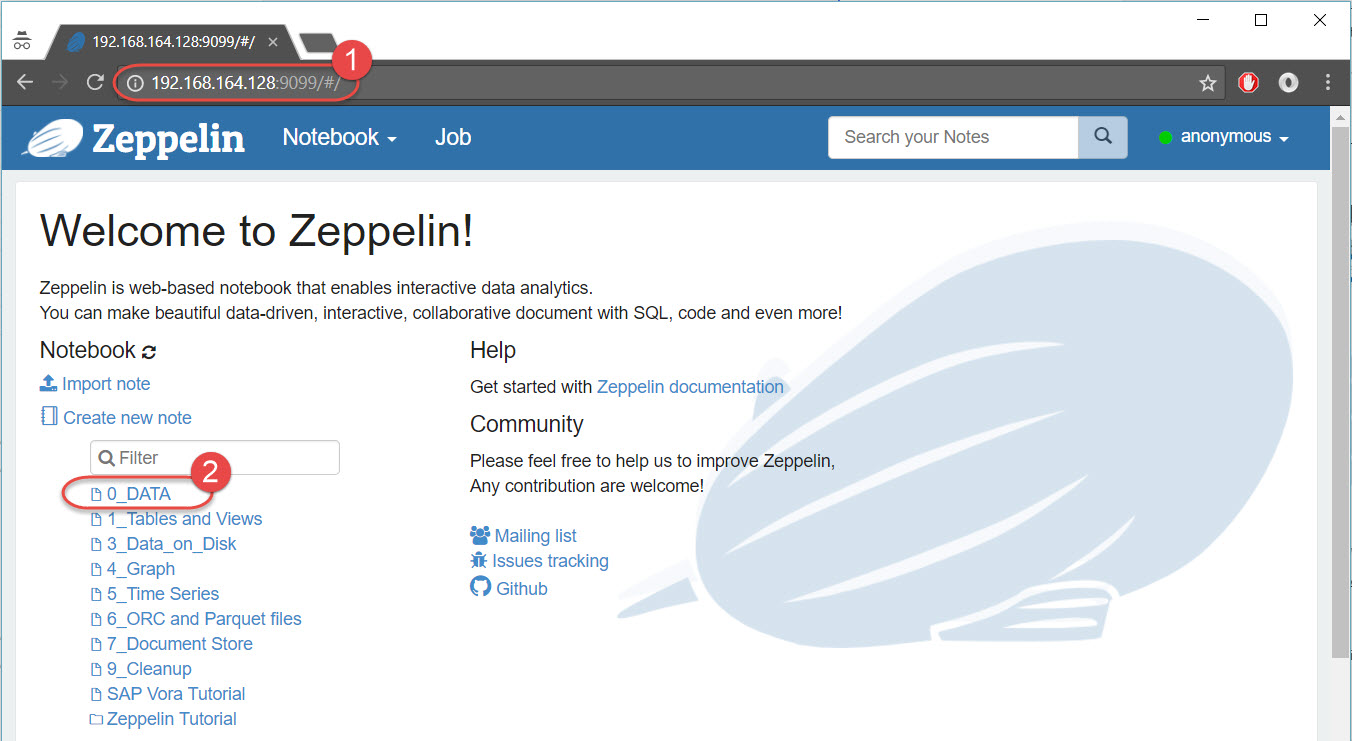 192.168.164.128:9099/#/
1
192.168.164.128:9099/#/
Zeppelin Notebook Job Search your Notes anonymous
Welcome to Zeppelin!
Zeppelin is web-based notebook that enables interactive data analytics.
You can make beautiful data-driven, interactive, collaborative document with SQL, code and even more!
Notebook
Import note
Create new note
Filter
2
0_DATA
1_Tables and Views
3_Data_on_Disk
4_Graph
5_Time Series
6_ORC and Parquet files
7_Document Store
9_Cleanup
SAP Vora Tutorial
Zeppelin Tutorial
Help
Get started with Zeppelin documentation
Community
Please feel free to help us to improve Zeppelin,
Any contribution are welcome!
Mailing list
Issues tracking
Github